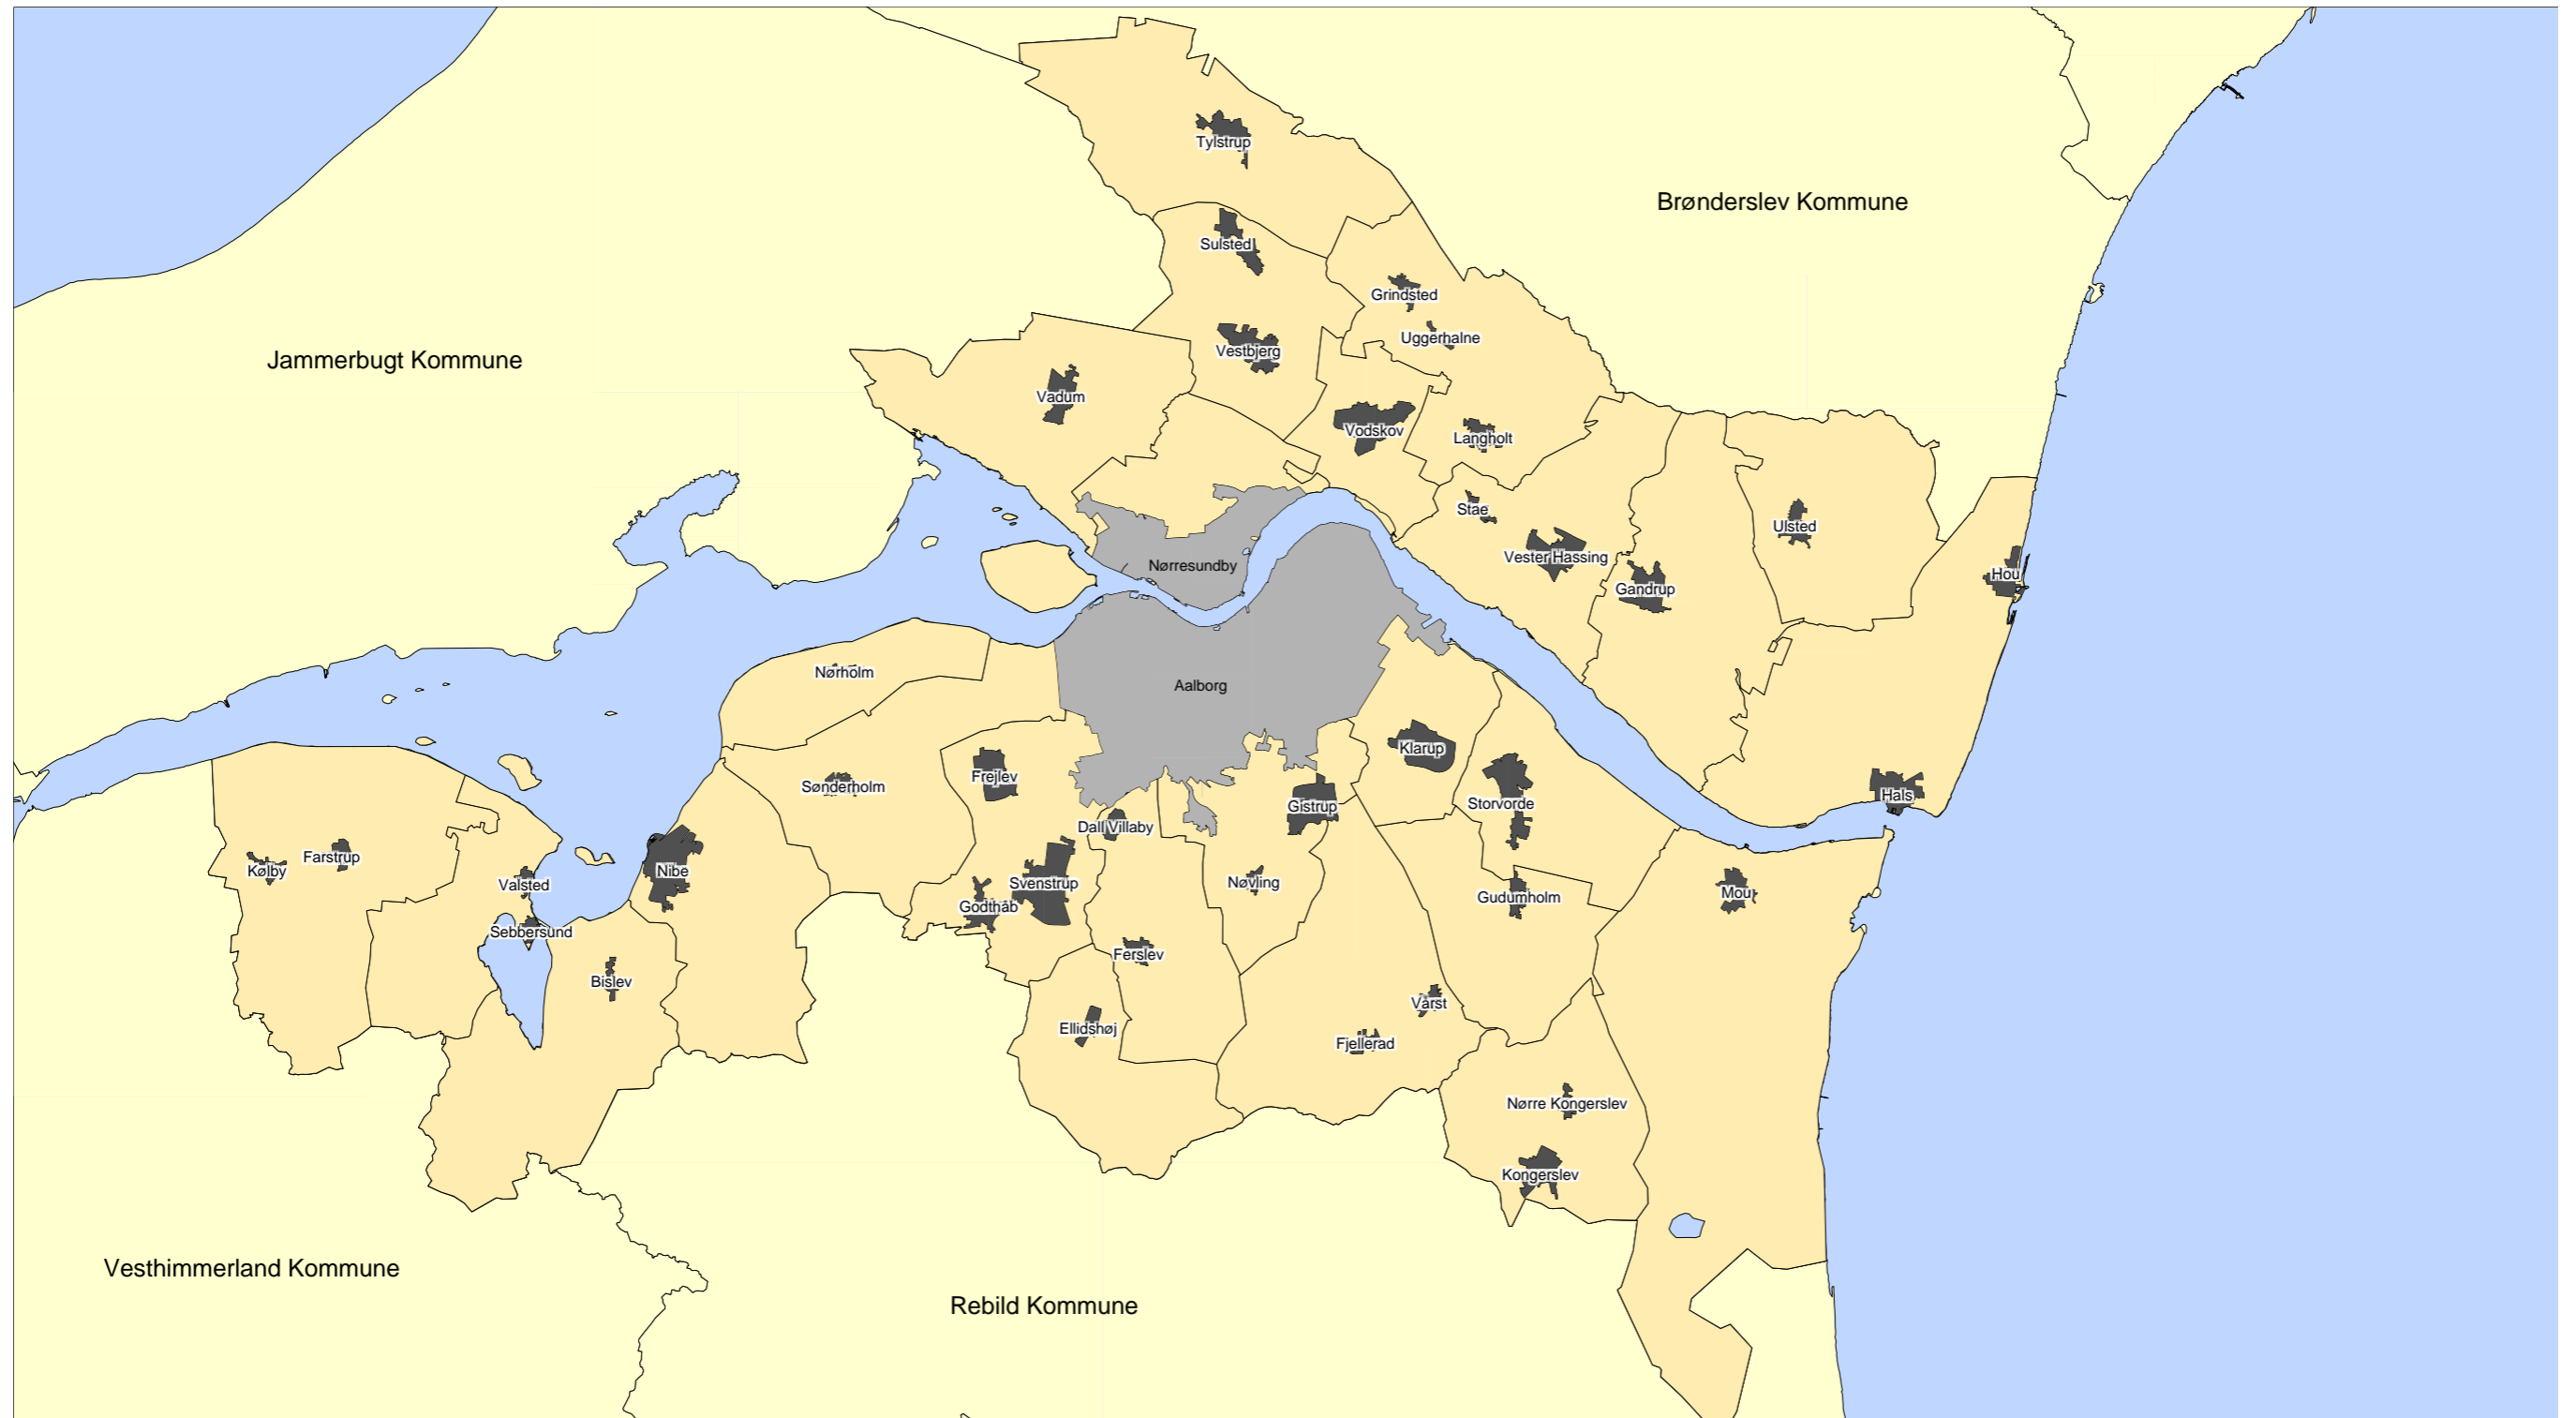 Tylstrup
Brønderslev Kommune
Sulsted
Grindsted
Uggerhalne
Vestbjerg
Jammerbugt Kommune
Vadum
Vodskov
Langholt
Stae
Ulsted
Vester Hassing
Nørresundby
Hou
Gandrup
Nørholm
Aalborg
Klarup
Frejlev
Sønderholm
Hals
Storvorde
Gistrup
Dall Villaby
Farstrup
Kølby
Nibe
Valsted
Svenstrup
Nøvling
Mou
Gudumholm
Godthåb
Sebbersund
Ferslev
Bislev
Vårst
Ellidshøj
Fjellerad
Nørre Kongerslev
Kongerslev
Vesthimmerland Kommune
Rebild Kommune